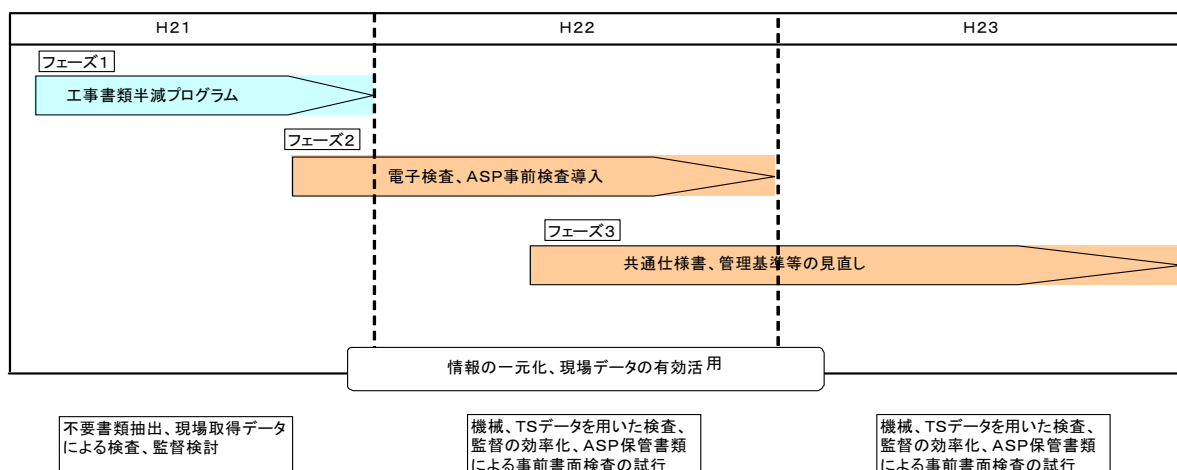 H21
H22
H23
フェーズ1
工事書類半減プログラム
フェーズ2
電子検査、ASP事前検査導入
フェーズ3
共通仕様書、管理基準等の見直し
情報の一元化、現場データの有効活用
不要書類抽出、現場取得データ
による検査、監督検討
機械、TSデータを用いた検査、
監督の効率化、ASP保管書類
による事前書面検査の試行
機械、TSデータを用いた検査、
監督の効率化、ASP保管書類
による事前書面検査の試行